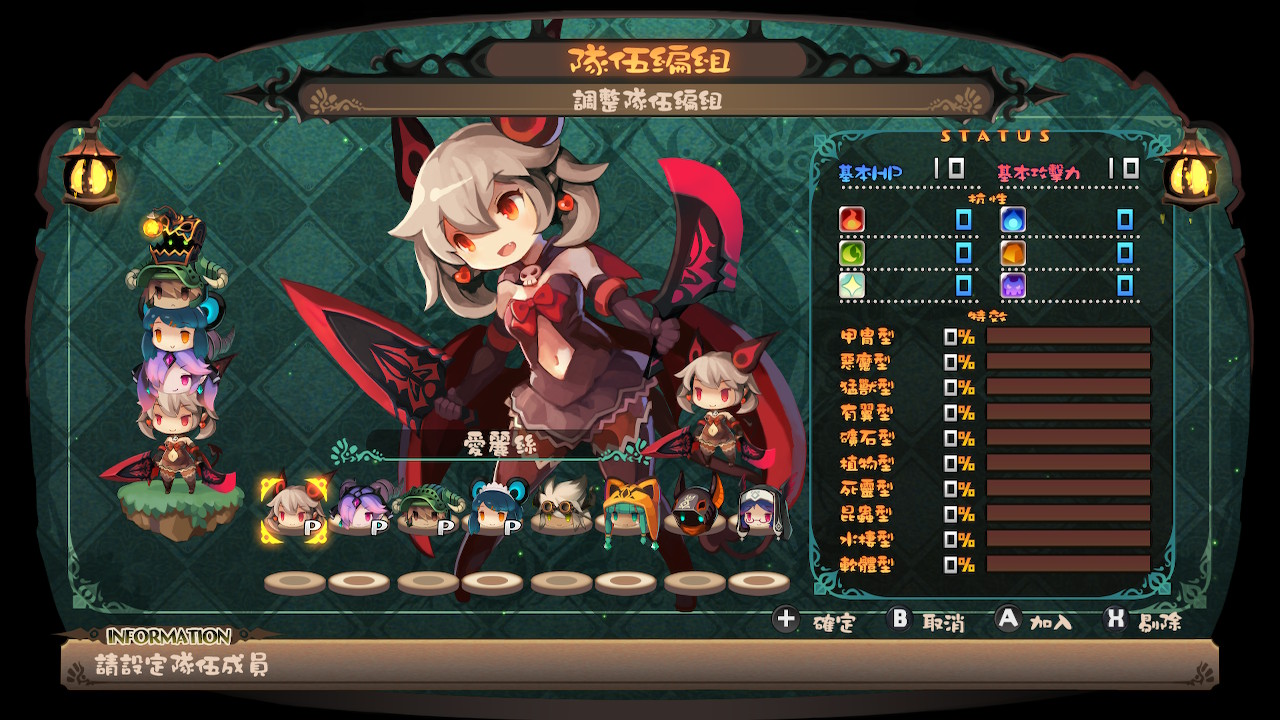 隊伍編組
調整隊伍編組
STATUS
基本HP 10 基本攻擊力 10
抗性
0 0
0 0
0 0
特效
甲冑型 0%
惡魔型 0%
猛獸型 0%
有翼型 0%
礦石型 0%
植物型 0%
死靈型 0%
昆蟲型 0%
水棲型 0%
軟體型 0%
愛麗絲
P P P P
+ 確定 B 取消 A 加入 X 剔除
INFORMATION
請設定隊伍成員